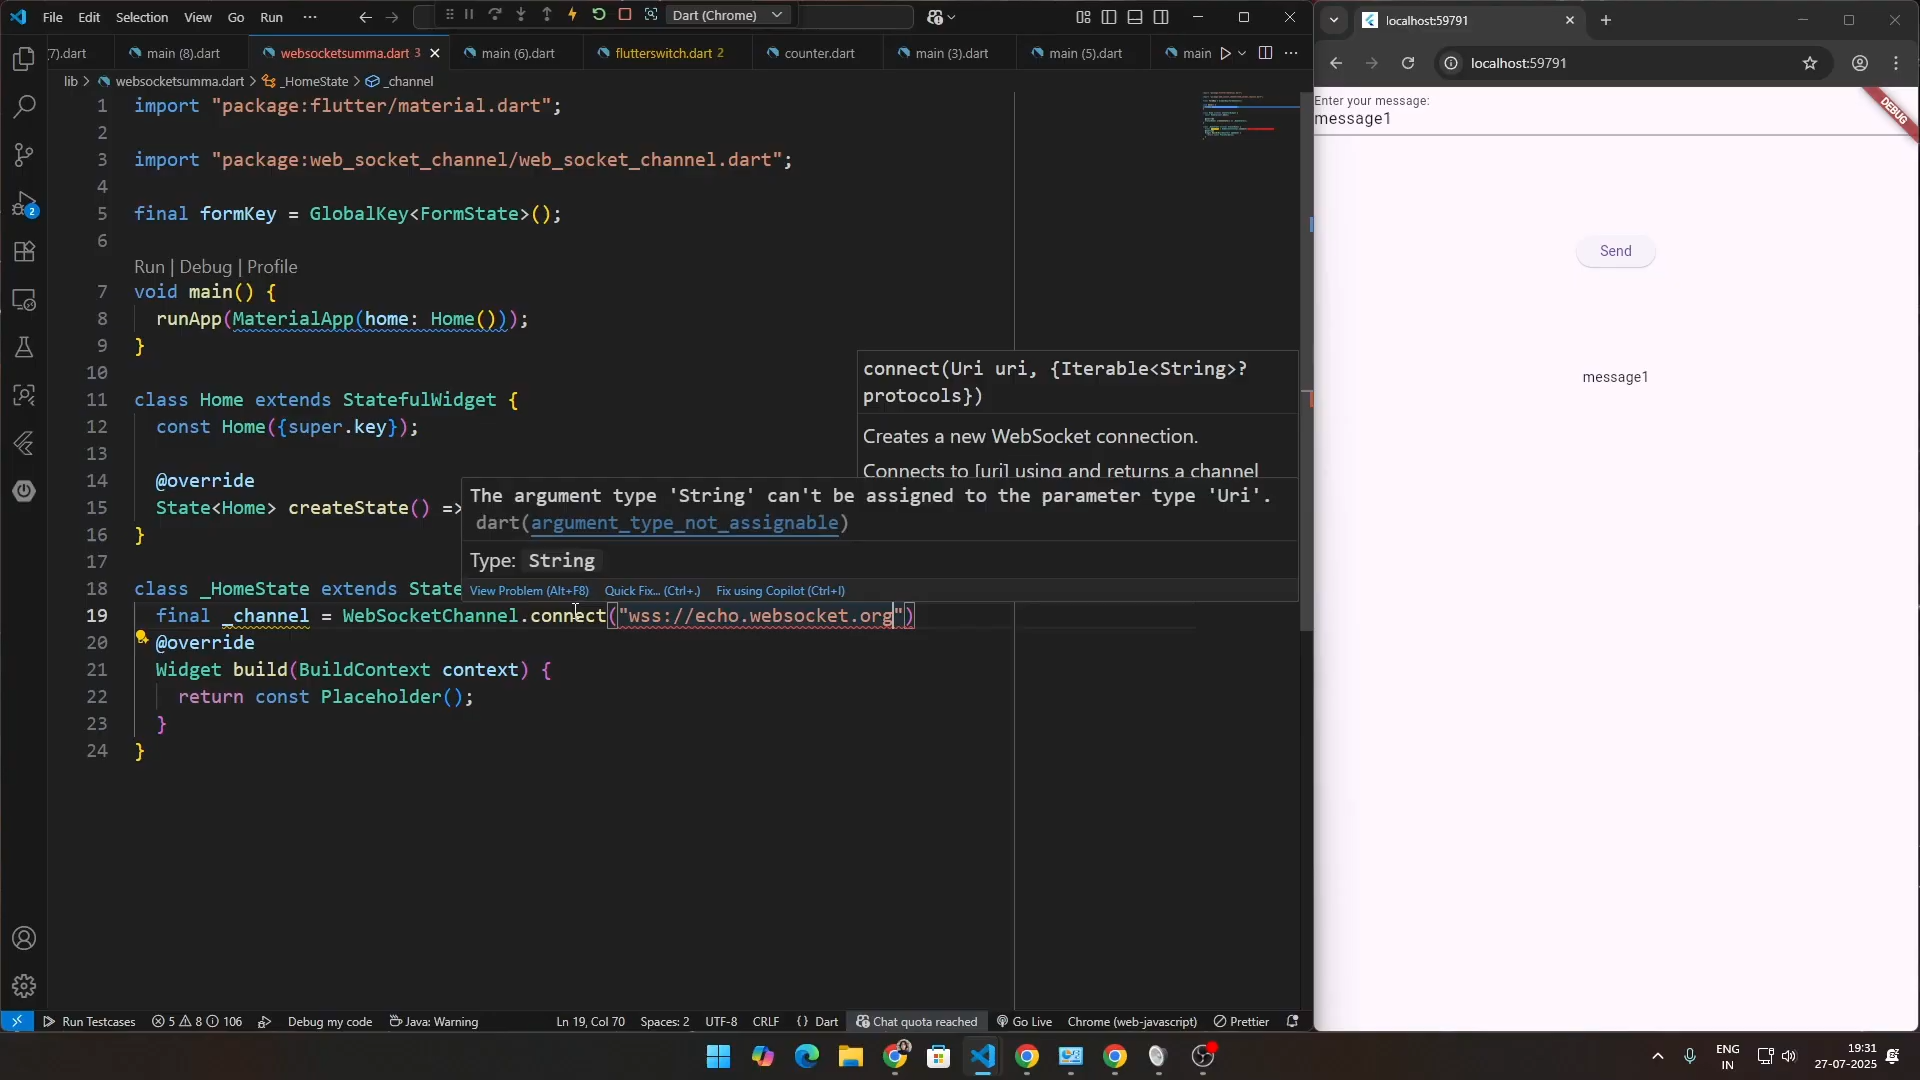 File Edit Selection View Go Run ··· Dart (Chrome)
7).dart main (8).dart websocketsumma.dart 3 main (6).dart flutterswitch.dart 2 counter.dart main (3).dart main (5).dart main
lib > websocketsumma.dart > _HomeState > _channel
1 import "package:flutter/material.dart";
2
3 import "package:web_socket_channel/web_socket_channel.dart";
4
5 final formKey = GlobalKey<FormState>();
6
Run | Debug | Profile
7 void main() {
8 runApp(MaterialApp(home: Home()));
9 }
10
11 class Home extends StatefulWidget {
12 const Home({super.key});
13
14 @override
15 State<Home> createState() =>
16 }
17
18 class _HomeState extends State
19 final _channel = WebSocketChannel.connect("wss://echo.websocket.org")
20 @override
21 Widget build(BuildContext context) {
22 return const Placeholder();
23 }
24 }
connect(Uri uri, {Iterable<String>?
protocols})
Creates a new WebSocket connection.
Connects to [uri] using and returns a channel
The argument type 'String' can't be assigned to the parameter type 'Uri'.
dart(argument_type_not_assignable)
Type: String
View Problem (Alt+F8) Quick Fix... (Ctrl+.) Fix using Copilot (Ctrl+I)
2
Run Testcases 5 8 106 Debug my code Java: Warning Ln 19, Col 70 Spaces: 2 UTF-8 CRLF {} Dart Chat quota reached Go Live Chrome (web-javascript) Prettier
localhost:59791
localhost:59791
Enter your message:
message1
DEBUG
Send
message1
ENG
IN
19:31
27-07-2025